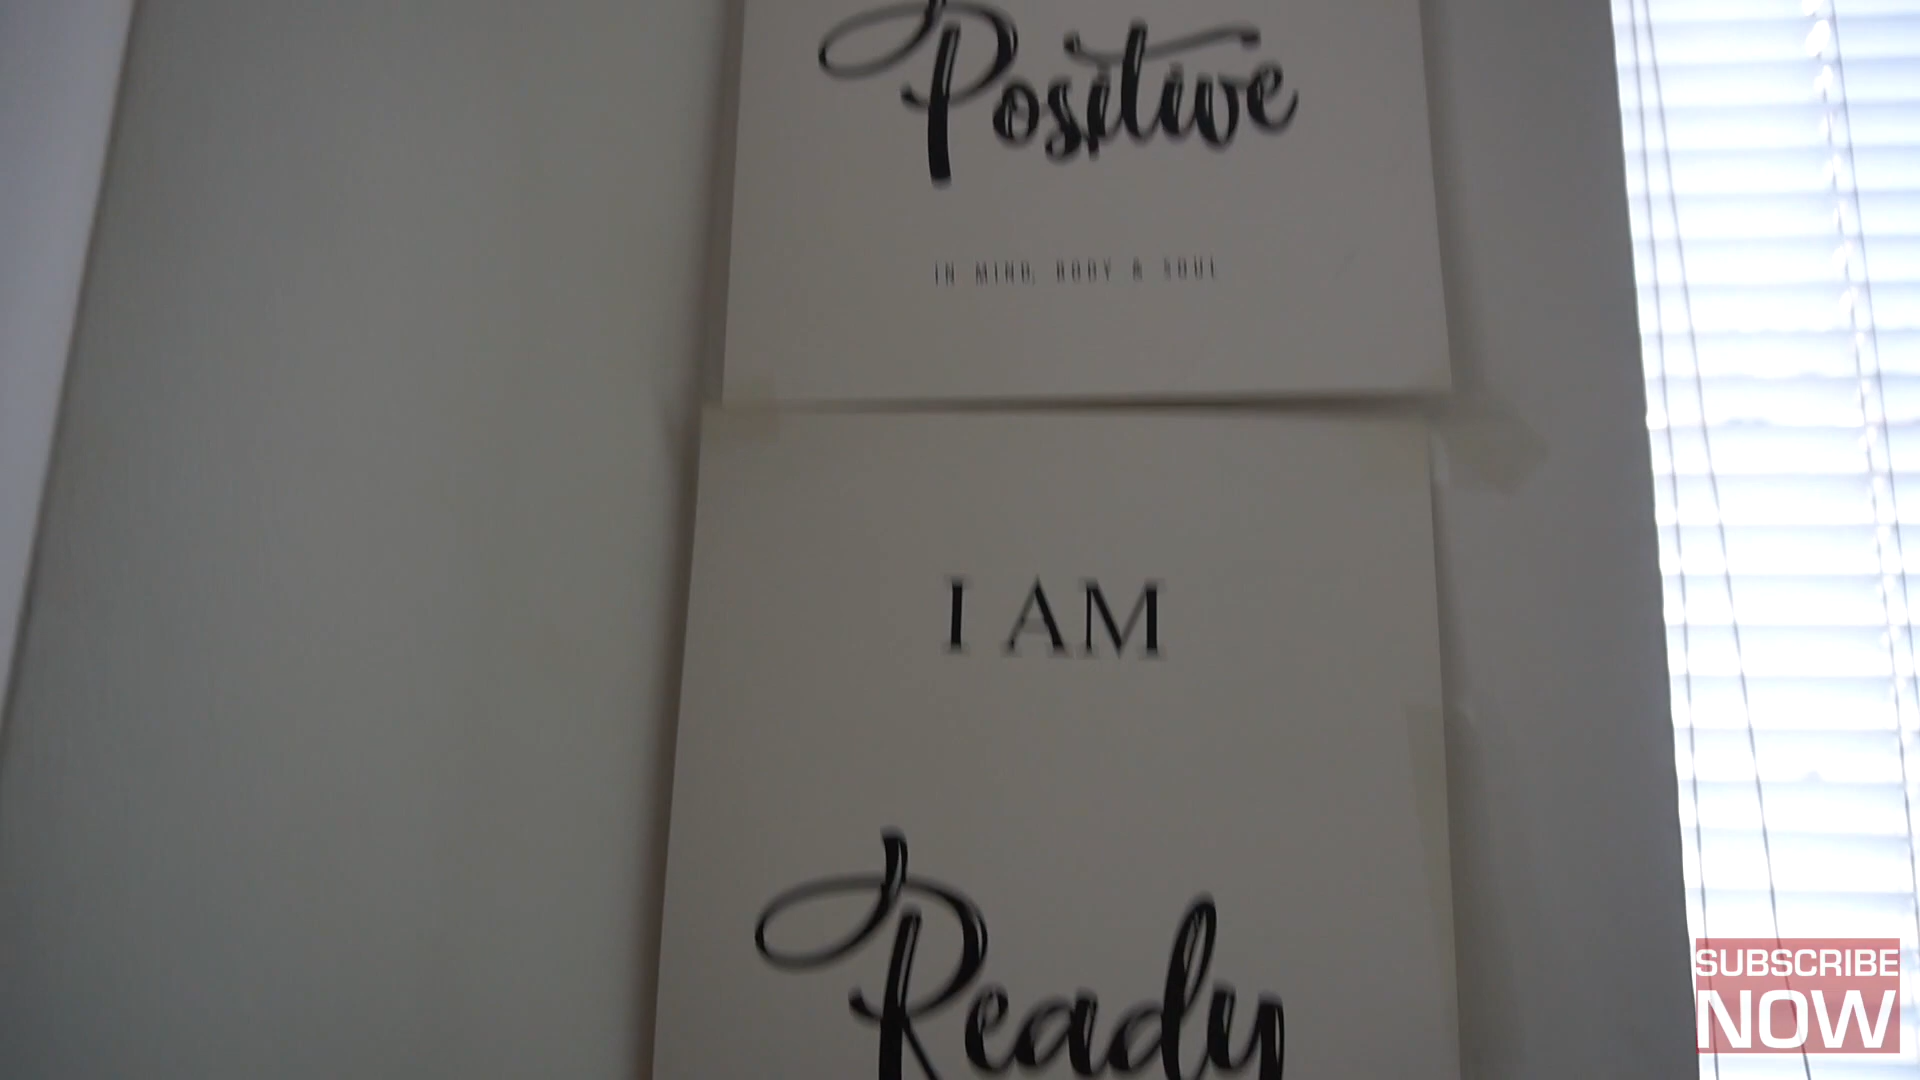 Positive
IN MIND, BODY & SOUL
I AM
Ready
SUBSCRIBE
NOW